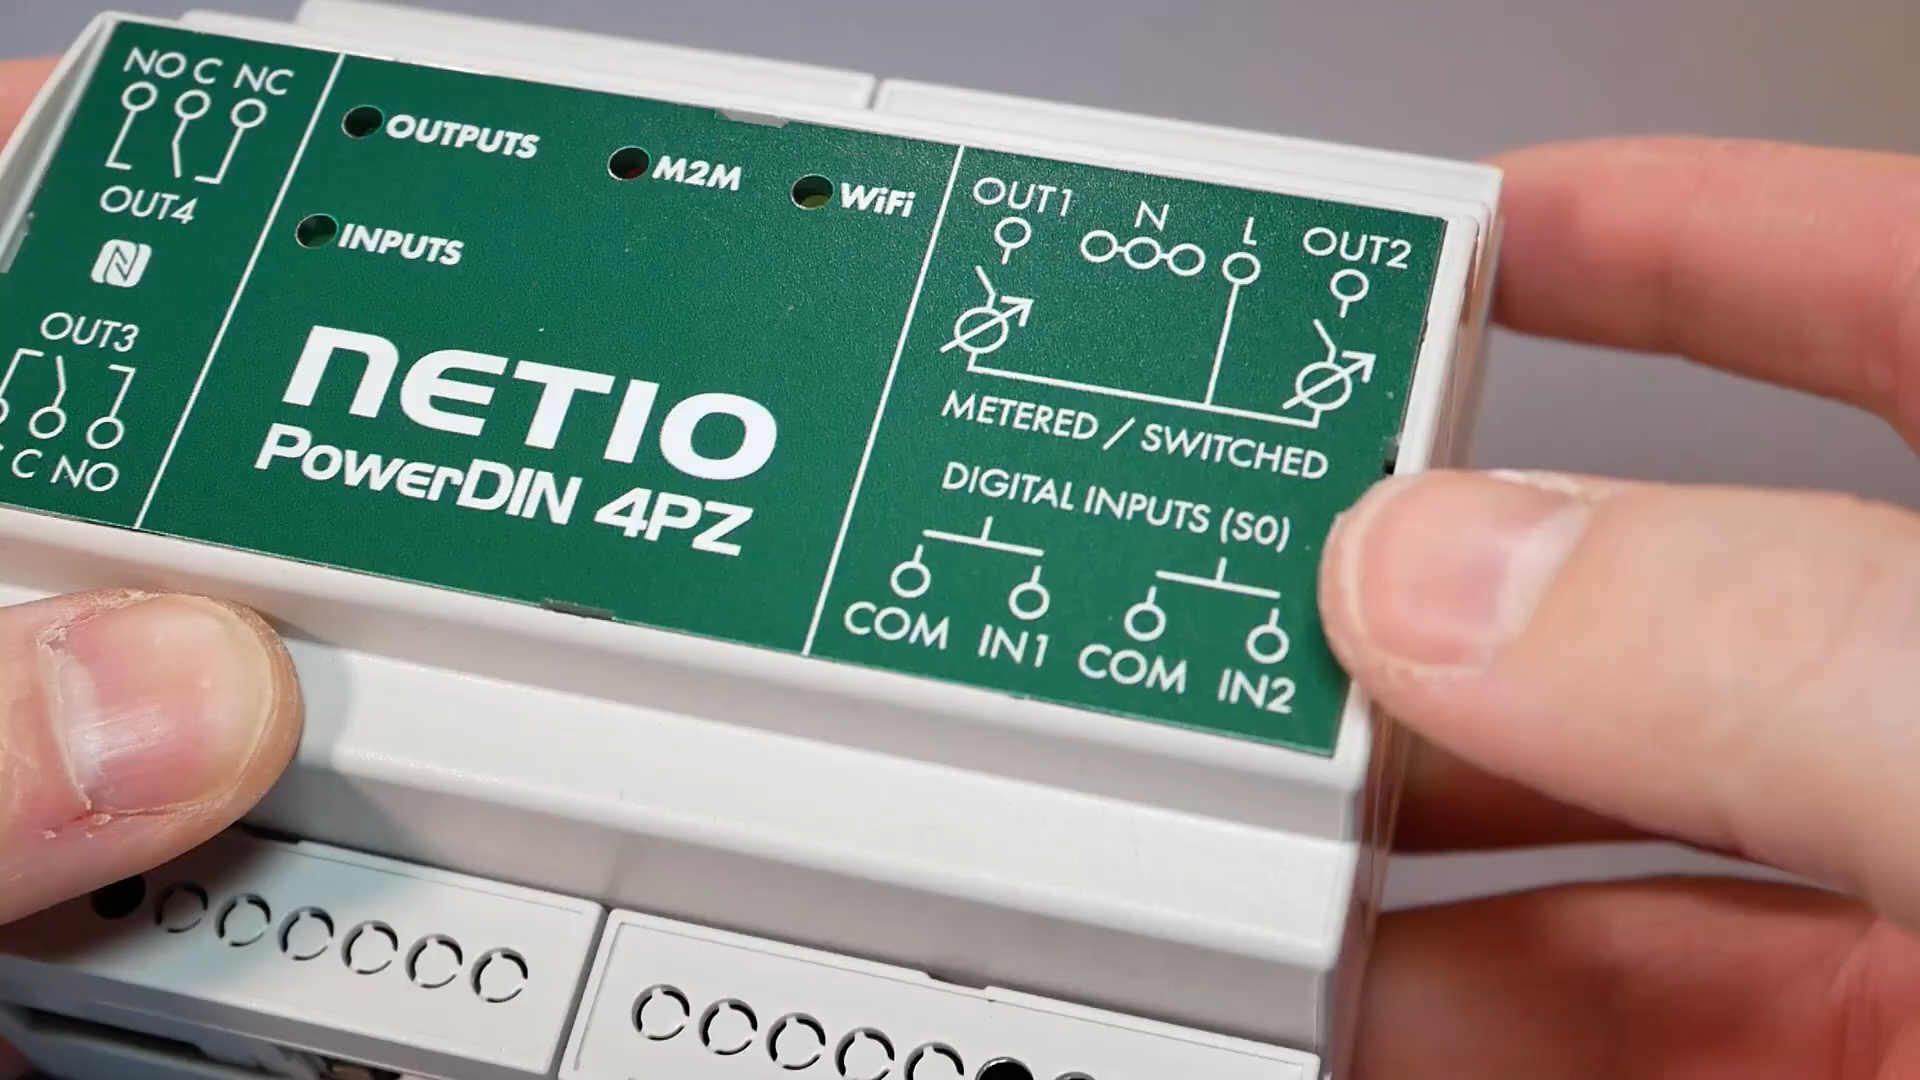 NO C NC
OUT4
OUT3
C NO
OUTPUTS
M2M
WiFi
INPUTS
NETIO
PowerDIN 4PZ
OUT1 N L OUT2
METERED / SWITCHED
DIGITAL INPUTS (S0)
COM IN1 COM IN2